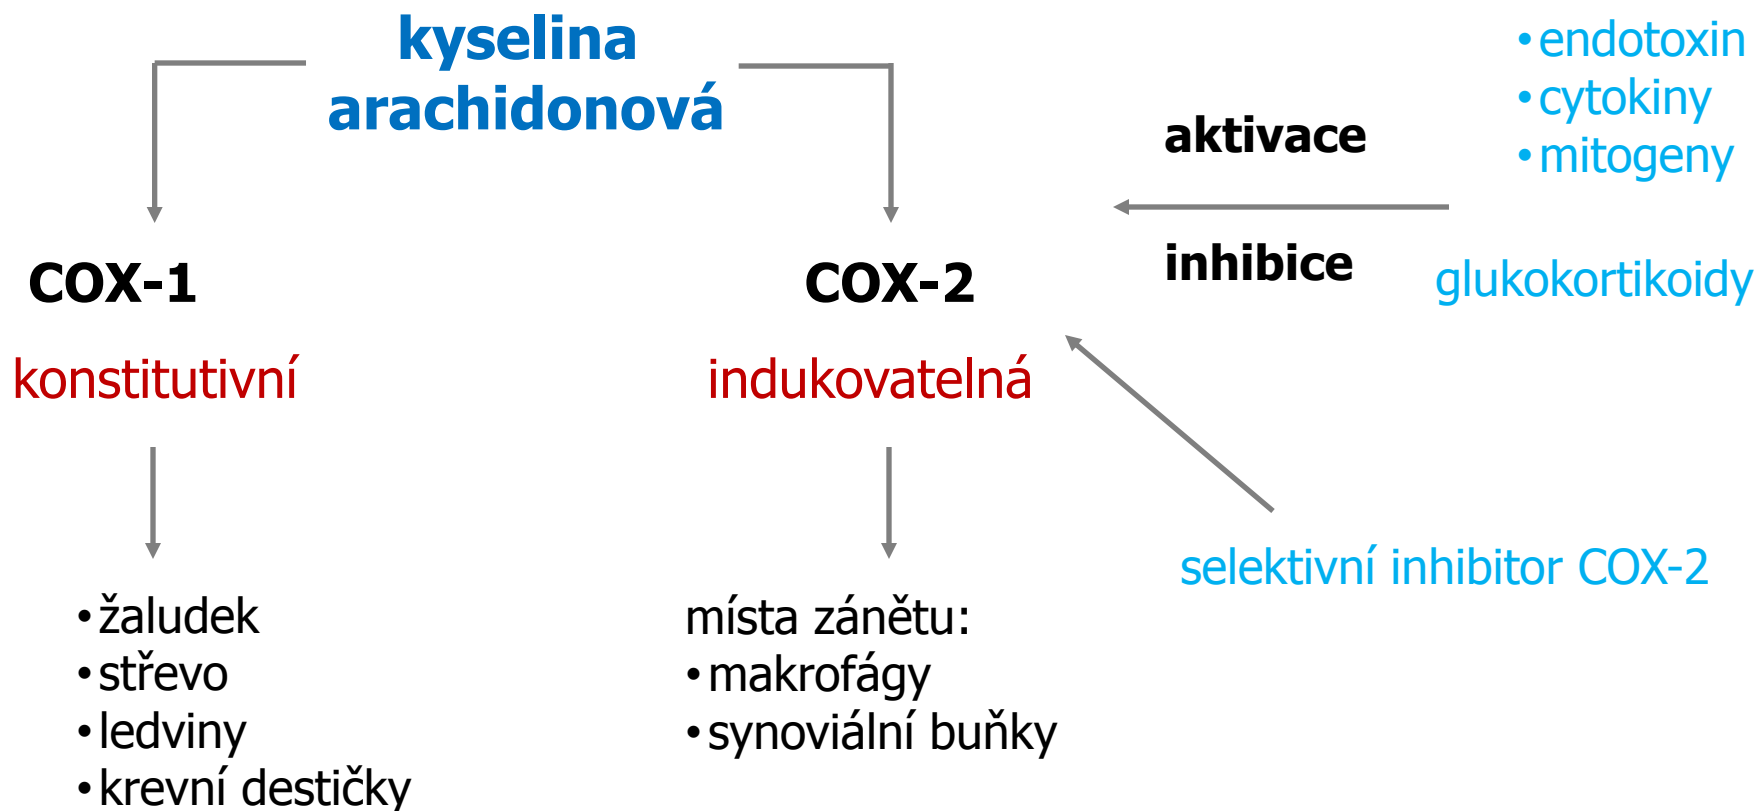 kyselina
arachidonová
• endotoxin
• cytokiny
• mitogeny
aktivace
inhibice
glukokortikoidy
COX-1
COX-2
konstitutivní
indukovatelná
selektivní inhibitor COX-2
• žaludek
• střevo
• ledviny
• krevní destičky
místa zánětu:
• makrofágy
• synoviální buňky